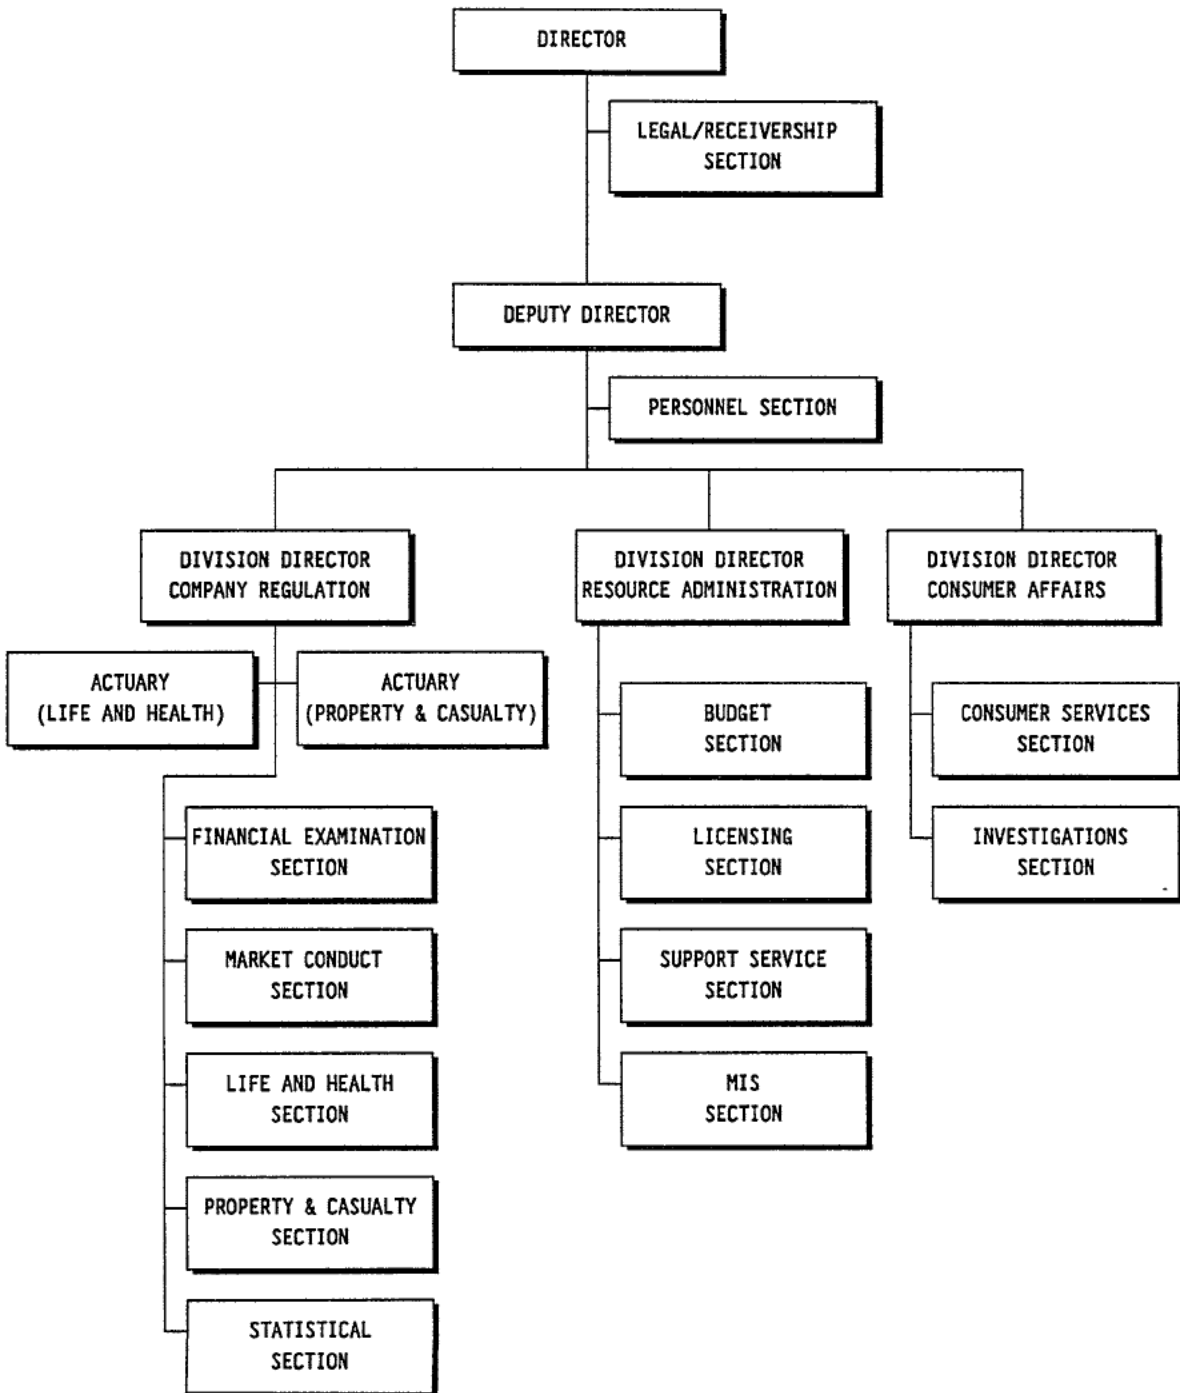 DIRECTOR
LEGAL/RECEIVERSHIP
SECTION
DEPUTY DIRECTOR
PERSONNEL SECTION
DIVISION DIRECTOR
COMPANY REGULATION
DIVISION DIRECTOR
RESOURCE ADMINISTRATION
DIVISION DIRECTOR
CONSUMER AFFAIRS
ACTUARY
(LIFE AND HEALTH)
ACTUARY
(PROPERTY & CASUALTY)
FINANCIAL EXAMINATION
SECTION
MARKET CONDUCT
SECTION
LIFE AND HEALTH
SECTION
PROPERTY & CASUALTY
SECTION
STATISTICAL
SECTION
BUDGET
SECTION
LICENSING
SECTION
SUPPORT SERVICE
SECTION
MIS
SECTION
CONSUMER SERVICES
SECTION
INVESTIGATIONS
SECTION